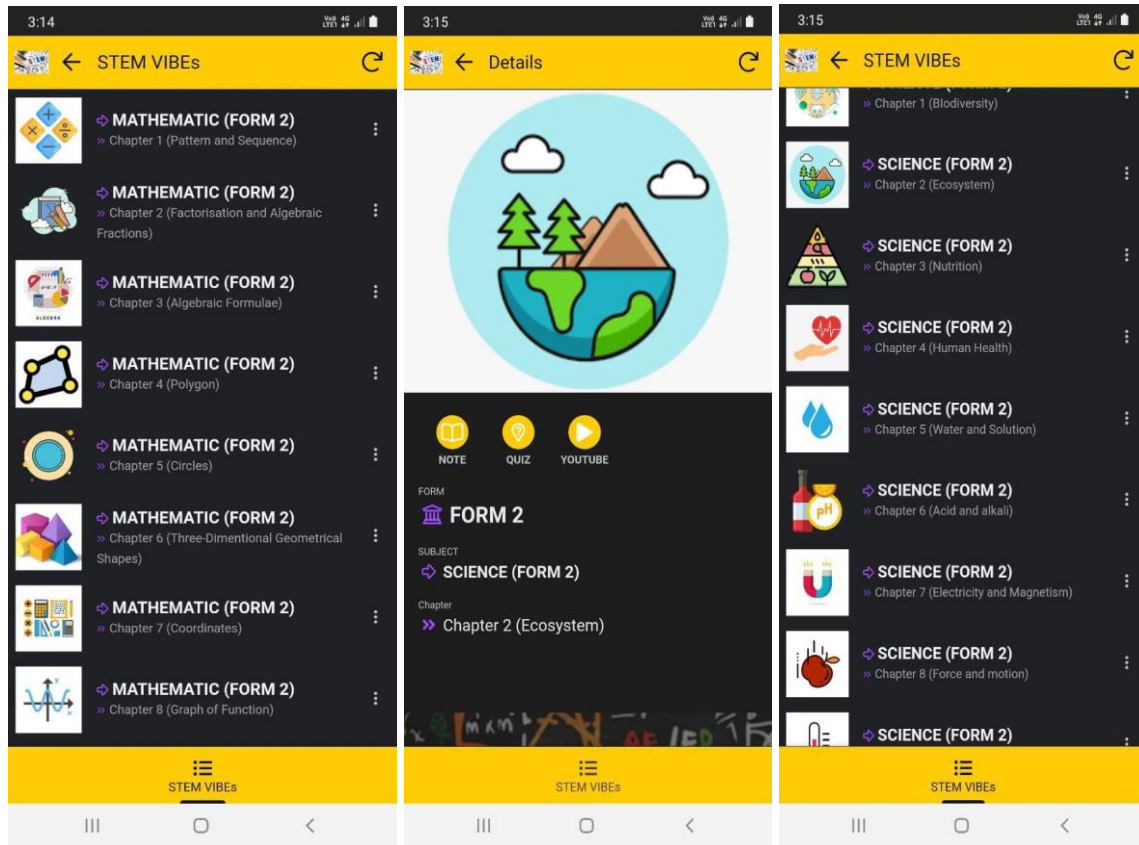 3:14
STEM VIBEs
⇨ MATHEMATIC (FORM 2)
» Chapter 1 (Pattern and Sequence)
⇨ MATHEMATIC (FORM 2)
» Chapter 2 (Factorisation and Algebraic
Fractions)
⇨ MATHEMATIC (FORM 2)
» Chapter 3 (Algebraic Formulae)
ALGEBRA
⇨ MATHEMATIC (FORM 2)
» Chapter 4 (Polygon)
⇨ MATHEMATIC (FORM 2)
» Chapter 5 (Circles)
⇨ MATHEMATIC (FORM 2)
» Chapter 6 (Three-Dimentional Geometrical
Shapes)
⇨ MATHEMATIC (FORM 2)
» Chapter 7 (Coordinates)
⇨ MATHEMATIC (FORM 2)
» Chapter 8 (Graph of Function)
STEM VIBEs
3:15
Details
NOTE QUIZ YOUTUBE
FORM
FORM 2
SUBJECT
⇨ SCIENCE (FORM 2)
Chapter
» Chapter 2 (Ecosystem)
STEM VIBEs
3:15
STEM VIBEs
» Chapter 1 (Blodiversity)
⇨ SCIENCE (FORM 2)
» Chapter 2 (Ecosystem)
⇨ SCIENCE (FORM 2)
» Chapter 3 (Nutrition)
⇨ SCIENCE (FORM 2)
» Chapter 4 (Human Health)
⇨ SCIENCE (FORM 2)
» Chapter 5 (Water and Solution)
⇨ SCIENCE (FORM 2)
» Chapter 6 (Acid and alkali)
pH
⇨ SCIENCE (FORM 2)
» Chapter 7 (Electricity and Magnetism)
⇨ SCIENCE (FORM 2)
» Chapter 8 (Force and motion)
⇨ SCIENCE (FORM 2)
STEM VIBEs